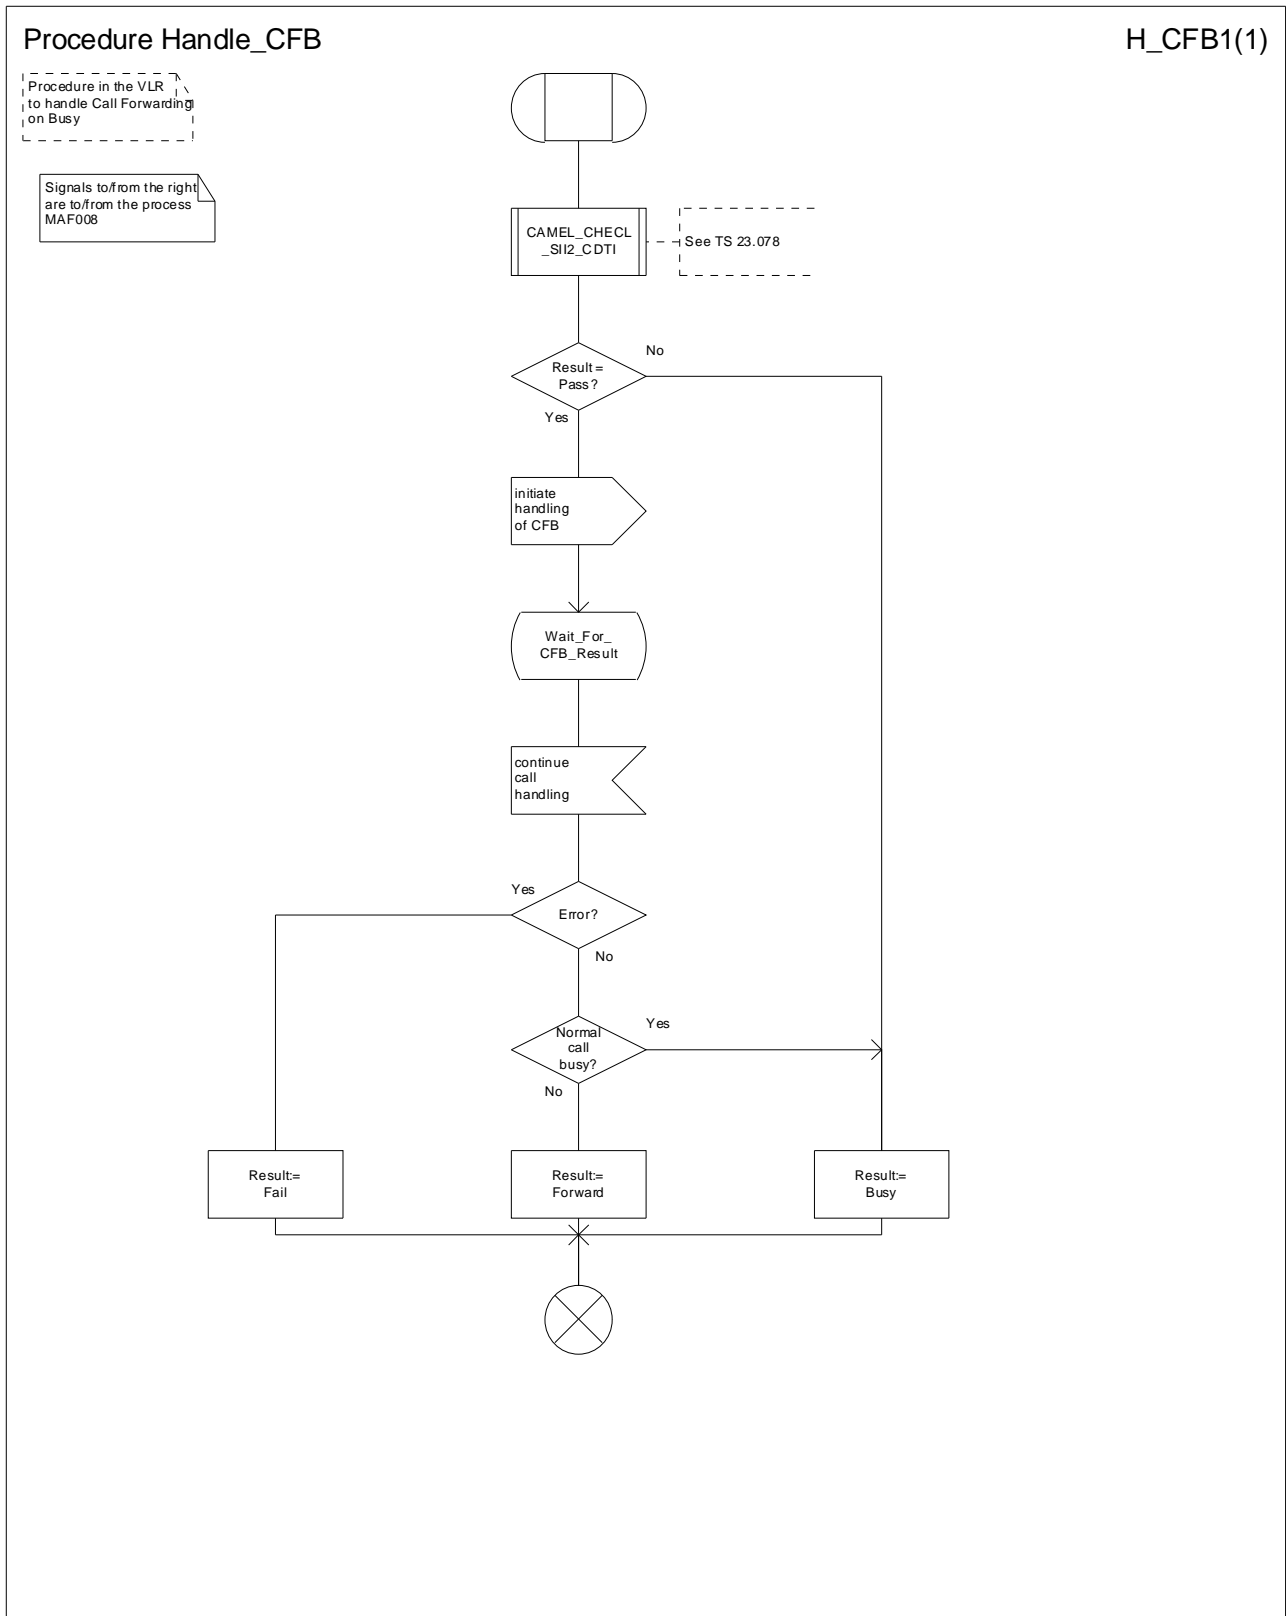 Procedure Handle_CFB
H_CFB1(1)
Procedure in the VLR
to handle Call Forwarding
on Busy
Signals to/from the right
are to/from the process
MAF008
CAMEL_CHECL
_SII2_CDTI
See TS 23.078
Result =
Pass?
No
Yes
initiate
handling
of CFB
Wait_For_
CFB_Result
continue
call
handling
Yes
Error?
No
Normal
call
busy?
Yes
No
Result:=
Fail
Result:=
Forward
Result:=
Busy